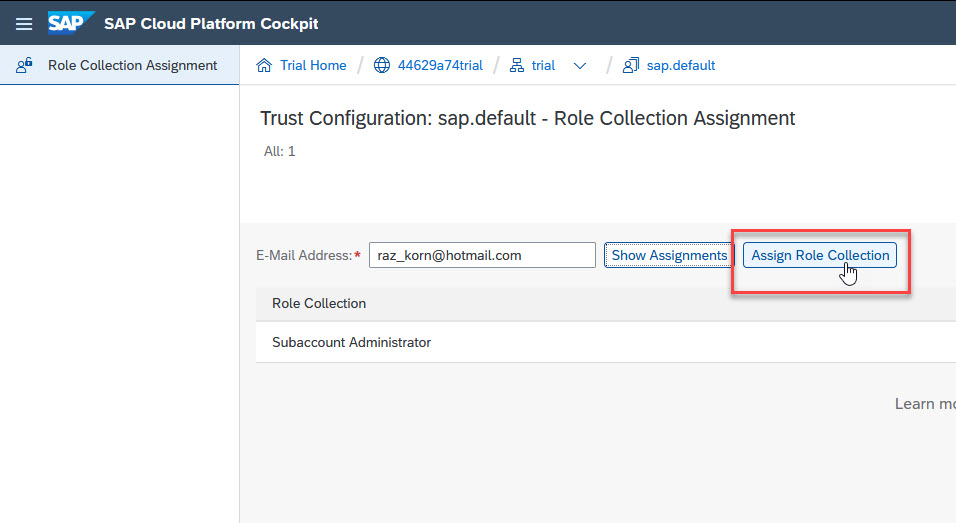 SAP SAP Cloud Platform Cockpit
Role Collection Assignment
Trial Home / 44629a74trial / trial / sap.default
Trust Configuration: sap.default - Role Collection Assignment
All: 1
E-Mail Address:* raz_korn@hotmail.com Show Assignments Assign Role Collection
Role Collection
Subaccount Administrator
Learn